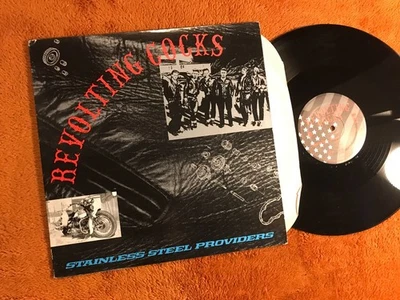 REVOLTING COCKS
STAINLESS STEEL PROVIDERS